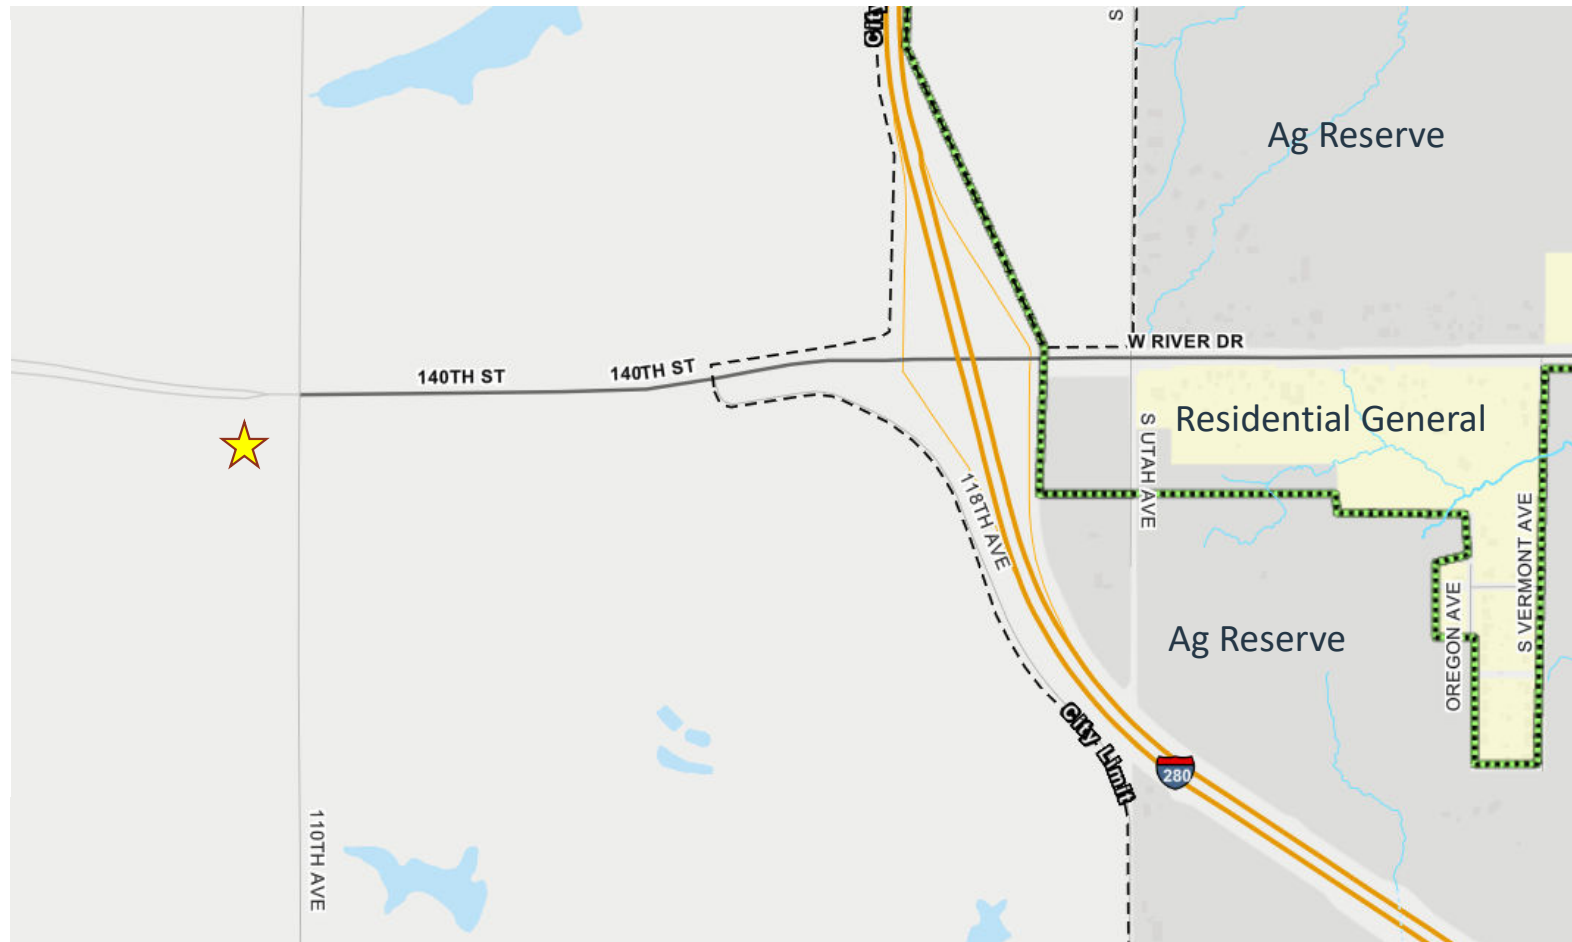 City
S
Ag Reserve
W RIVER DR
140TH ST
140TH ST
Residential General
S UTAH AVE
118TH AVE
S VERMONT AVE
OREGON AVE
Ag Reserve
City Limit
280
110TH AVE